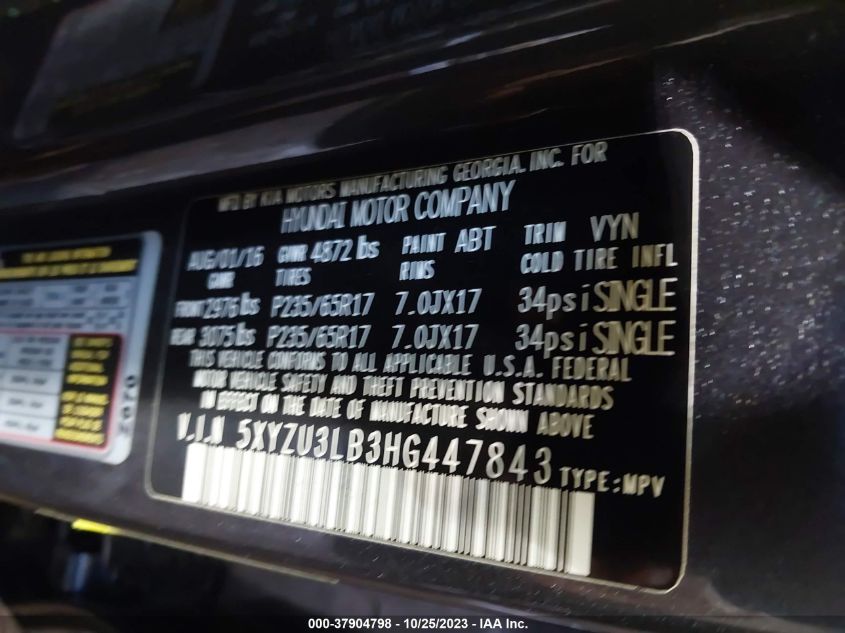 MFD BY KIA MOTORS MANUFACTURING GEORGIA. INC. FOR
HYUNDAI MOTOR COMPANY
AUG/01/16 GVWR 4872 lbs PAINT ABT TRIM VYN
GAWR TIRES RIMS COLD TIRE INFL
FRONT 2976 lbs P235/65R17 7.0JX17 34psi SINGLE
REAR 3075 lbs P235/65R17 7.0JX17 34psi SINGLE
THIS VEHICLE CONFIRMS TO ALL APPLICABLE U.S.A. FEDERAL
MOTOR VEHICLE SAFETY AND THEFT PREVENTION STANDARDS
IN EFFECT ON THE DATE OF MANUFACTURE SHOWN ABOVE
V.I.N 5XYZU3LB3HG447843 TYPE:MPV
000-37904798 - 10/25/2023 - IAA Inc.